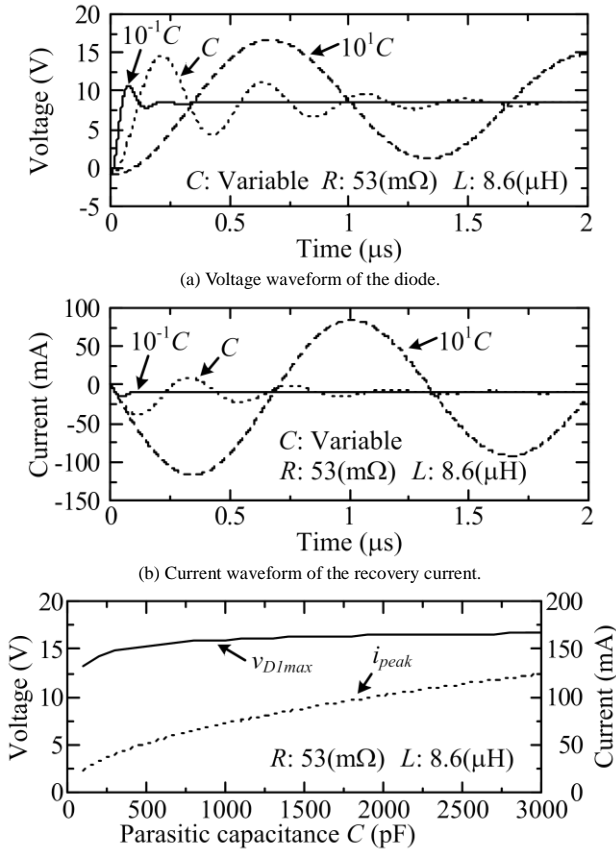 20
15
10
5
0
-5
Voltage (V)
10⁻¹C
C
10¹C
C: Variable R: 53(mΩ) L: 8.6(μH)
0 0.5 1 1.5 2
Time (μs)
(a) Voltage waveform of the diode.
100
50
0
-50
-100
-150
Current (mA)
10⁻¹C
C
10¹C
C: Variable
R: 53(mΩ) L: 8.6(μH)
0 0.5 1 1.5 2
Time (μs)
(b) Current waveform of the recovery current.
20
15
10
5
0
Voltage (V)
v_D1max
i_peak
R: 53(mΩ) L: 8.6(μH)
200
150
100
50
0
Current (mA)
0 500 1000 1500 2000 2500 3000
Parasitic capacitance C (pF)